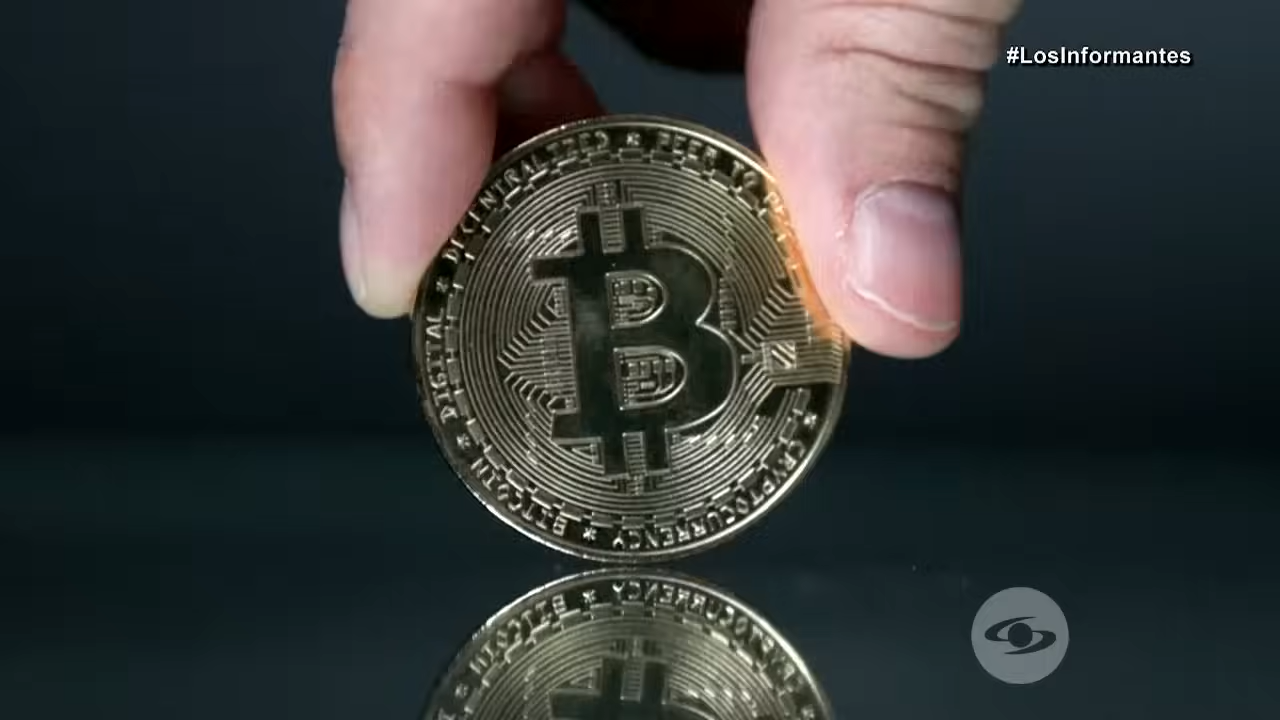 #LosInformantes
DIGITAL * DECENTRALIZED * PEER TO PEER
* CRYPTOCURRENCY * BITCOIN *